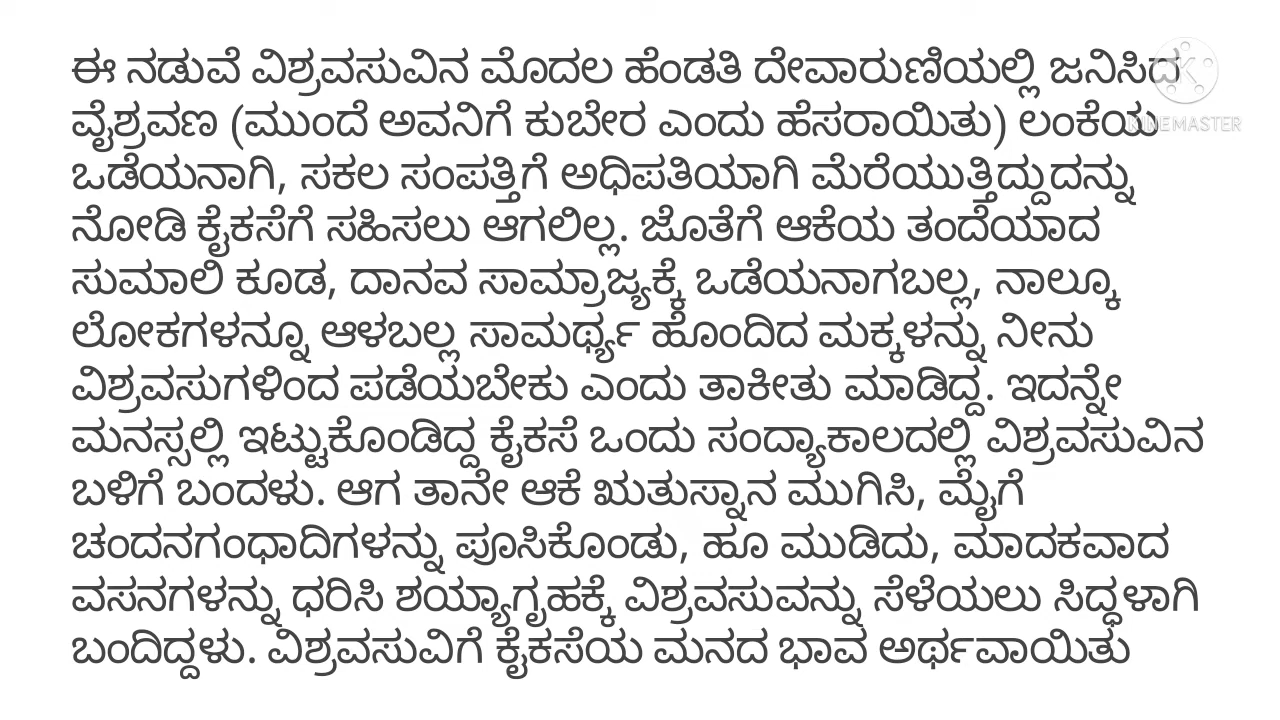 ಈ ನಡುವೆ ವಿಶ್ರವಸುವಿನ ಮೊದಲ ಹೆಂಡತಿ ದೇವಾರುಣಿಯಲ್ಲಿ ಜನಿಸಿದ
ವೈಶ್ರವಣ (ಮುಂದೆ ಅವನಿಗೆ ಕುಬೇರ ಎಂದು ಹೆಸರಾಯಿತು) ಲಂಕೆಯ
KINEMASTER
ಒಡೆಯನಾಗಿ, ಸಕಲ ಸಂಪತ್ತಿಗೆ ಅಧಿಪತಿಯಾಗಿ ಮೆರೆಯುತ್ತಿದ್ದುದನ್ನು
ನೋಡಿ ಕೈಕಸೆಗೆ ಸಹಿಸಲು ಆಗಲಿಲ್ಲ. ಜೊತೆಗೆ ಆಕೆಯ ತಂದೆಯಾದ
ಸುಮಾಲಿ ಕೂಡ, ದಾನವ ಸಾಮ್ರಾಜ್ಯಕ್ಕೆ ಒಡೆಯನಾಗಬಲ್ಲ, ನಾಲ್ಕೂ
ಲೋಕಗಳನ್ನೂ ಆಳಬಲ್ಲ ಸಾಮರ್ಥ್ಯ ಹೊಂದಿದ ಮಕ್ಕಳನ್ನು ನೀನು
ವಿಶ್ರವಸುಗಳಿಂದ ಪಡೆಯಬೇಕು ಎಂದು ತಾಕೀತು ಮಾಡಿದ್ದ. ಇದನ್ನೇ
ಮನಸ್ಸಲ್ಲಿ ಇಟ್ಟುಕೊಂಡಿದ್ದ ಕೈಕಸೆ ಒಂದು ಸಂದ್ಯಾಕಾಲದಲ್ಲಿ ವಿಶ್ರವಸುವಿನ
ಬಳಿಗೆ ಬಂದಳು. ಆಗ ತಾನೇ ಆಕೆ ಋತುಸ್ನಾನ ಮುಗಿಸಿ, ಮೈಗೆ
ಚಂದನಗಂಧಾದಿಗಳನ್ನು ಪೂಸಿಕೊಂಡು, ಹೂ ಮುಡಿದು, ಮಾದಕವಾದ
ವಸನಗಳನ್ನು ಧರಿಸಿ ಶಯ್ಯಾಗೃಹಕ್ಕೆ ವಿಶ್ರವಸುವನ್ನು ಸೆಳೆಯಲು ಸಿದ್ಧಳಾಗಿ
ಬಂದಿದ್ದಳು. ವಿಶ್ರವಸುವಿಗೆ ಕೈಕಸೆಯ ಮನದ ಭಾವ ಅರ್ಥವಾಯಿತು